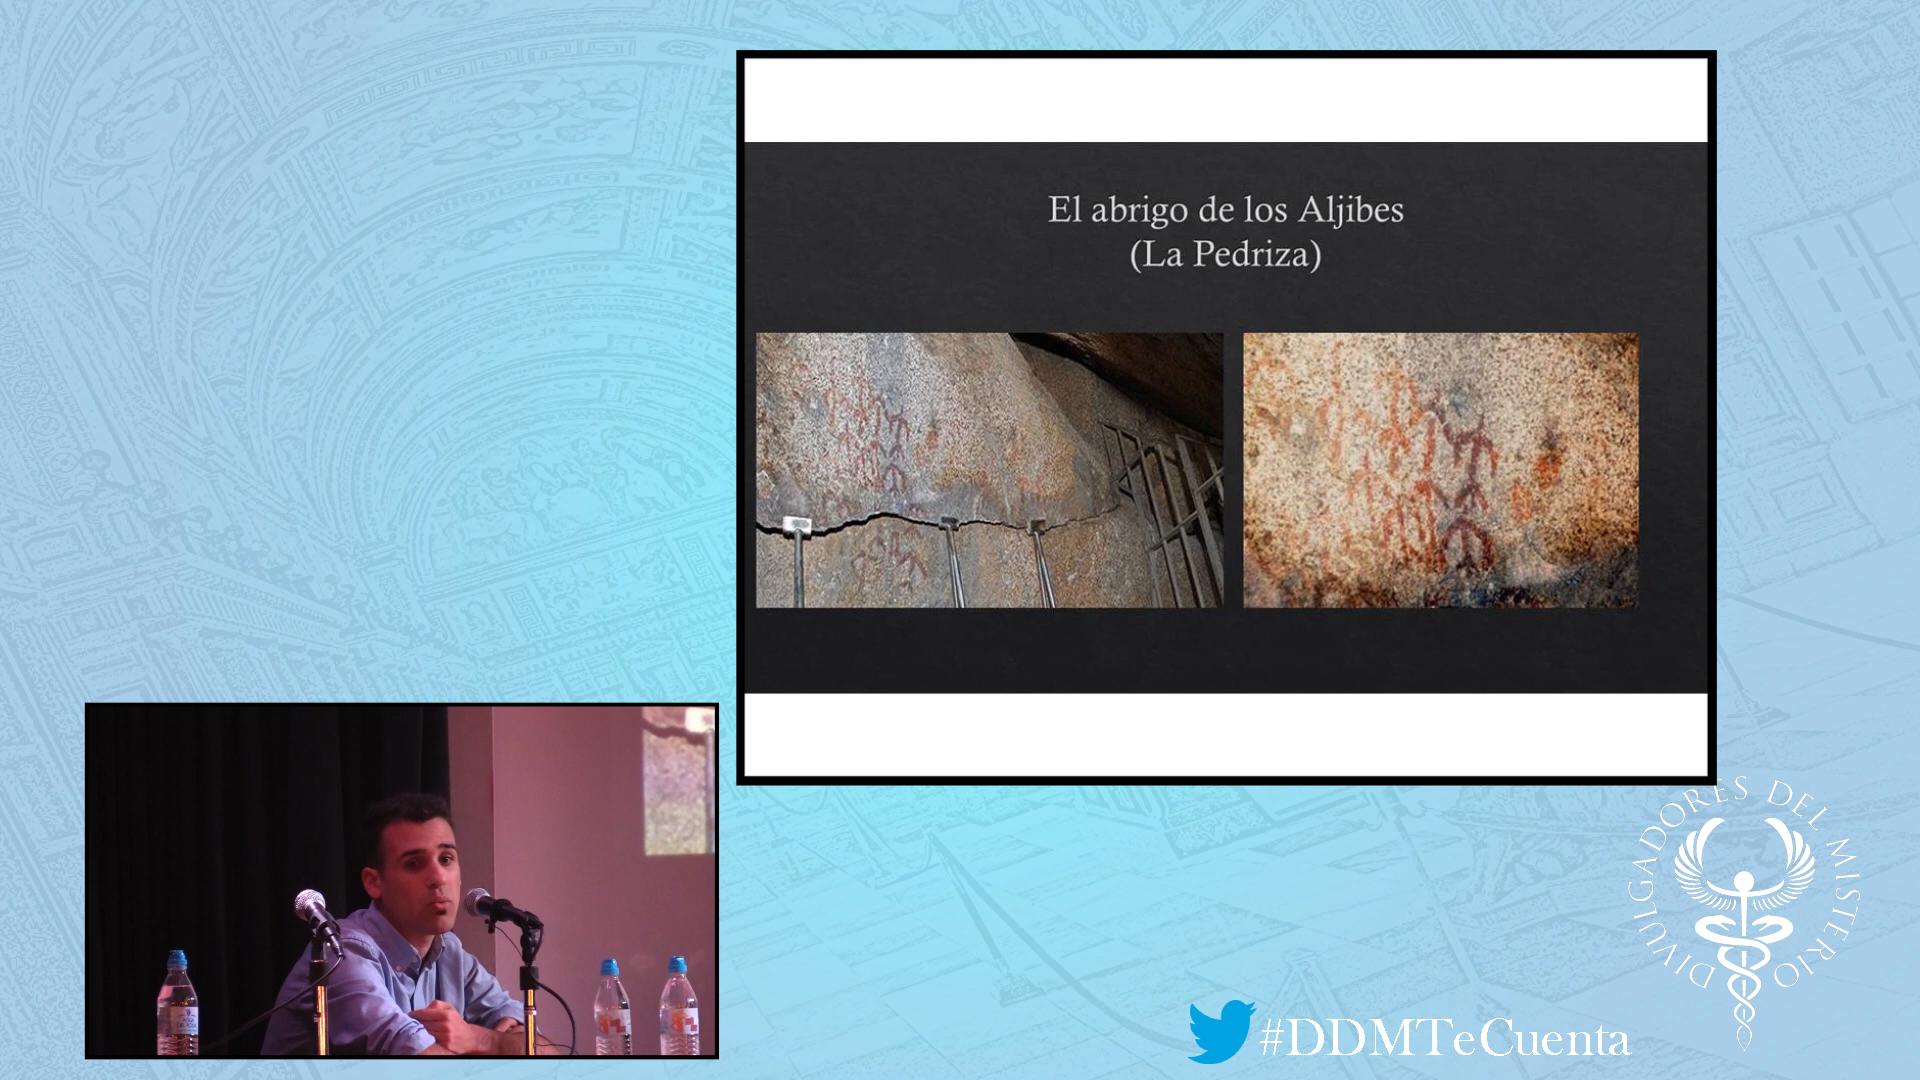 El abrigo de los Aljibes
(La Pedriza)
DIVULGADORES DEL MISTERIO
#DDMTeCuenta